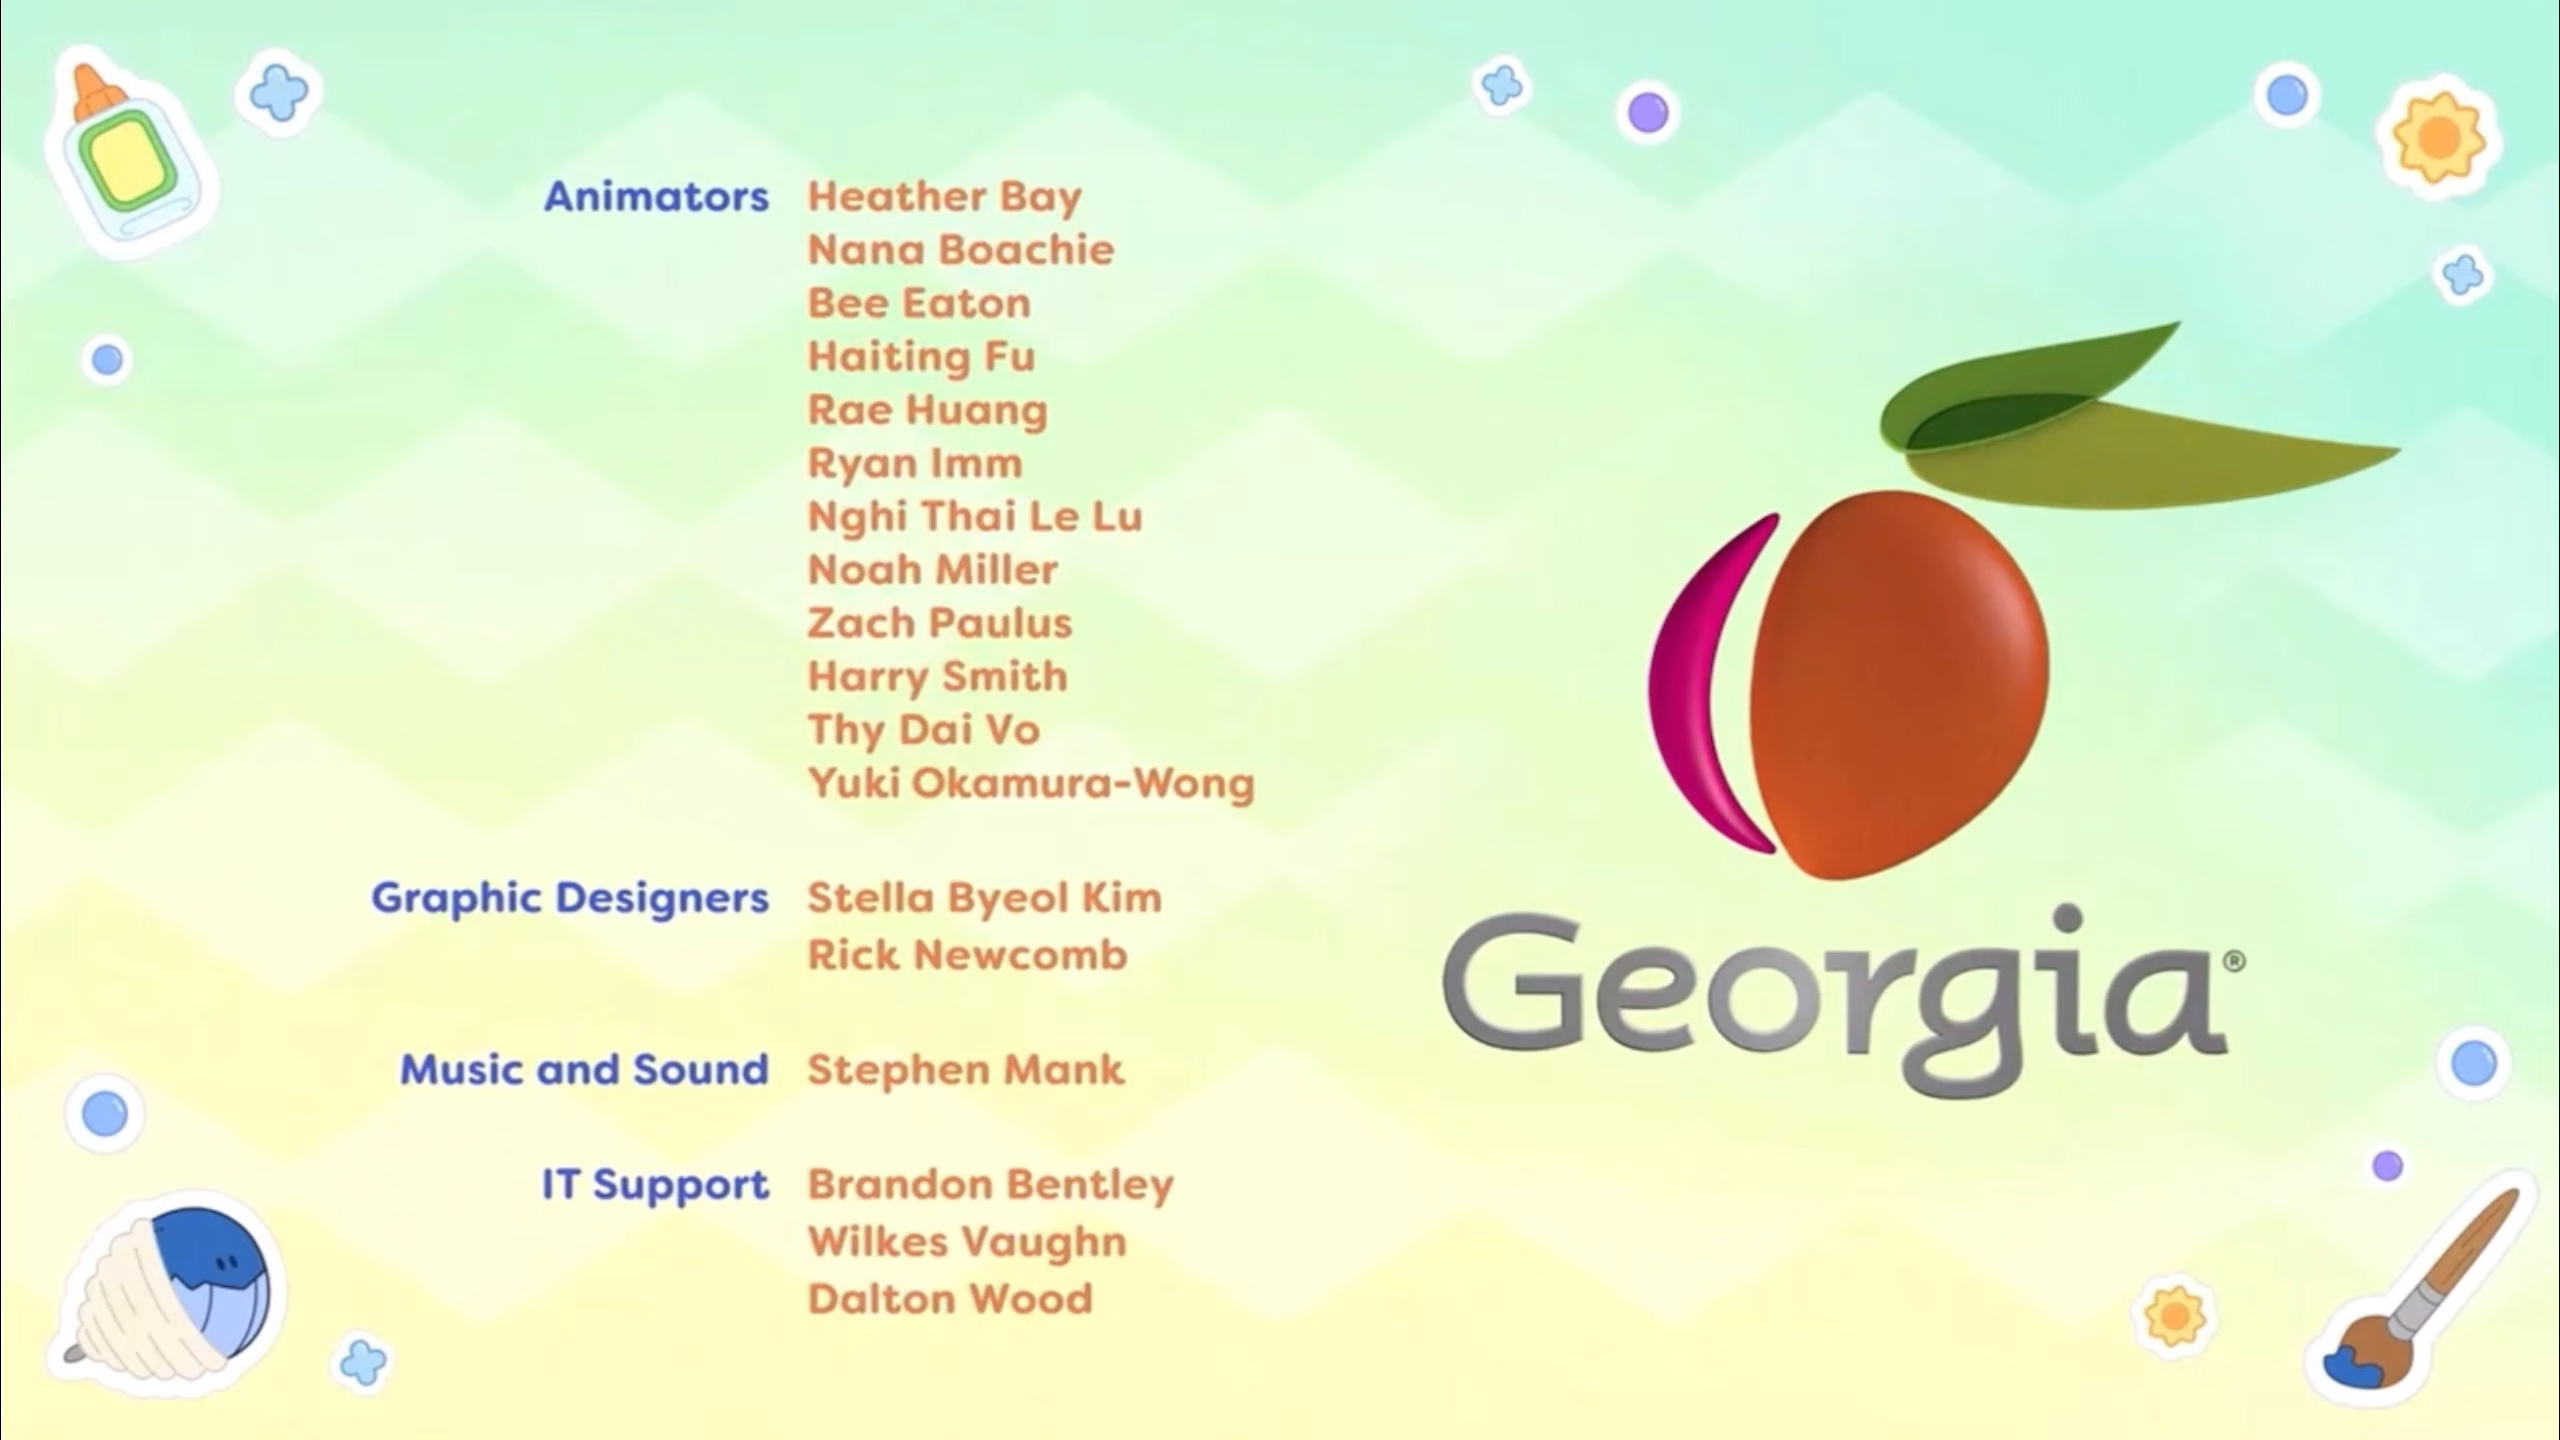 Animators Heather Bay
Nana Boachie
Bee Eaton
Haiting Fu
Rae Huang
Ryan Imm
Nghi Thai Le Lu
Noah Miller
Zach Paulus
Harry Smith
Thy Dai Vo
Yuki Okamura-Wong
Graphic Designers Stella Byeol Kim
Rick Newcomb
Music and Sound Stephen Mank
IT Support Brandon Bentley
Wilkes Vaughn
Dalton Wood
Georgia®